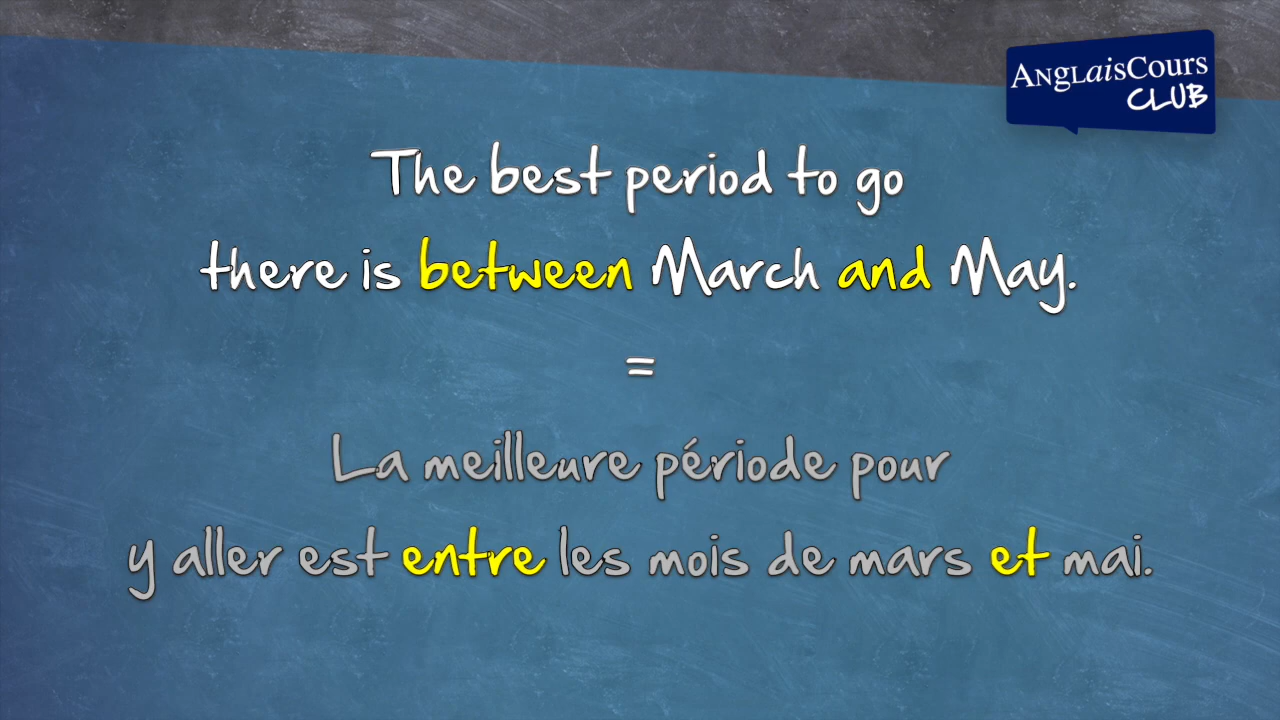 AnglaisCours
CLUB
The best period to go
there is between March and May.
=
La meilleure période pour
y aller est entre les mois de mars et mai.